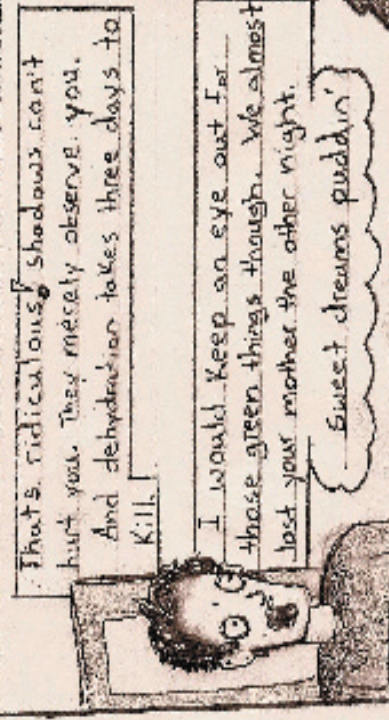 Thats ridiculous, shadows can't
hurt you. They merely observe you.
And dehydration takes three days to
Kill.
I would Keep an eye out for
those green things though. We almost
lost your mother the other night.
Sweet dreams puddin'